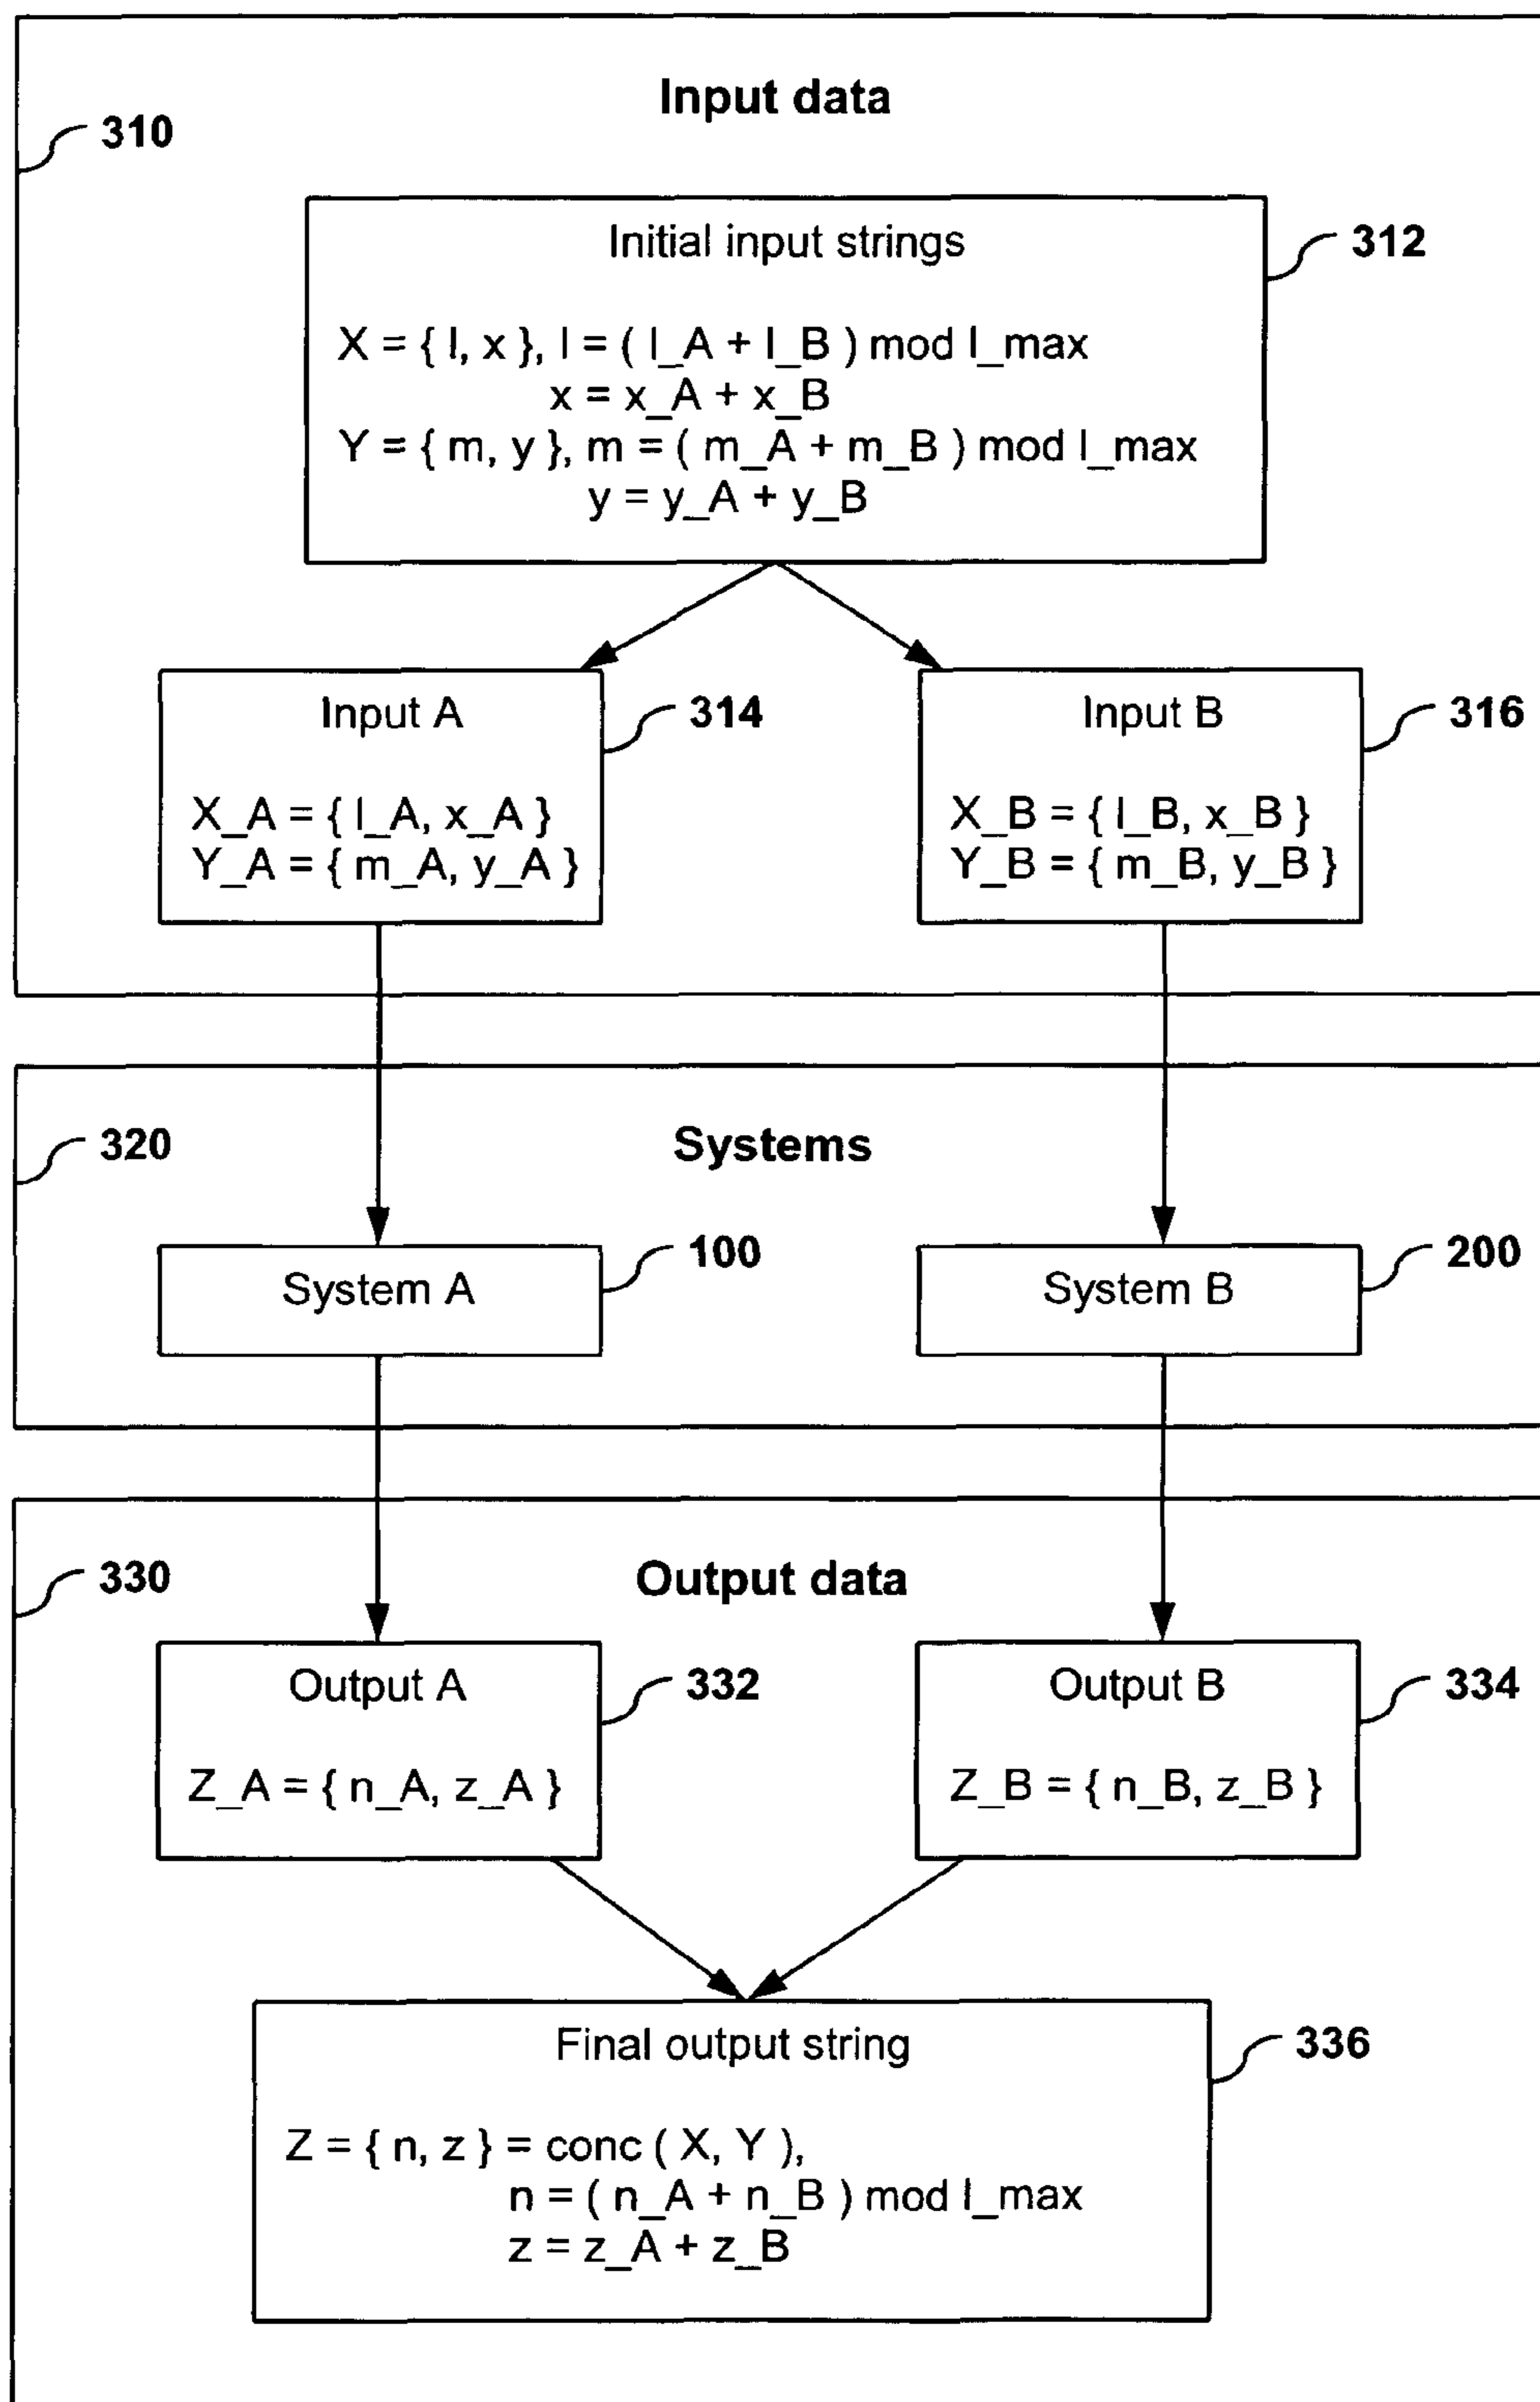 Input data
310
Initial input strings
312
X = { l, x }, l = ( l_A + l_B ) mod l_max
x = x_A + x_B
Y = { m, y }, m = ( m_A + m_B ) mod l_max
y = y_A + y_B
Input A
314
X_A = { l_A, x_A }
Y_A = { m_A, y_A }
Input B
316
X_B = { l_B, x_B }
Y_B = { m_B, y_B }
320
Systems
System A
100
System B
200
330
Output data
Output A
332
Z_A = { n_A, z_A }
Output B
334
Z_B = { n_B, z_B }
Final output string
336
Z = { n, z } = conc ( X, Y ),
n = ( n_A + n_B ) mod l_max
z = z_A + z_B